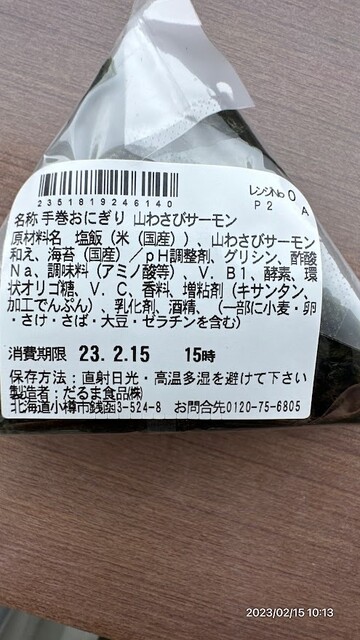 2351819246140
レンジNo 0
P2 A
名称 手巻おにぎり 山わさびサーモン
原材料名 塩飯（米（国産））、山わさびサーモン
和え、海苔（国産）／pH調整剤、グリシン、酢酸
Na、調味料（アミノ酸等）、V．B1、酵素、環
状オリゴ糖、V．C、香料、増粘剤（キサンタン、
加工でんぷん）、乳化剤、酒精、（一部に小麦・卵
・さけ・さば・大豆・ゼラチンを含む）
消費期限 23.2.15 15時
保存方法：直射日光・高温多湿を避けて下さい
製造者：だるま食品㈱
北海道小樽市銭函3-524-8 お問合先0120-75-6805
2023/02/15 10:13